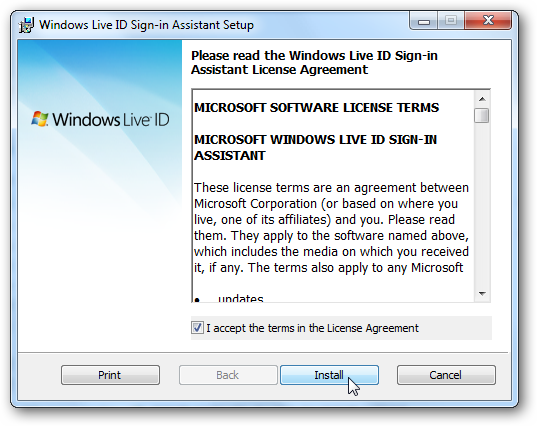 Windows Live ID Sign-in Assistant Setup
Please read the Windows Live ID Sign-in
Assistant License Agreement
Windows Live ID
MICROSOFT SOFTWARE LICENSE TERMS
MICROSOFT WINDOWS LIVE ID SIGN-IN
ASSISTANT
These license terms are an agreement between
Microsoft Corporation (or based on where you
live, one of its affiliates) and you. Please read
them. They apply to the software named above,
which includes the media on which you received
it, if any. The terms also apply to any Microsoft
• updates
I accept the terms in the License Agreement
Print
Back
Install
Cancel